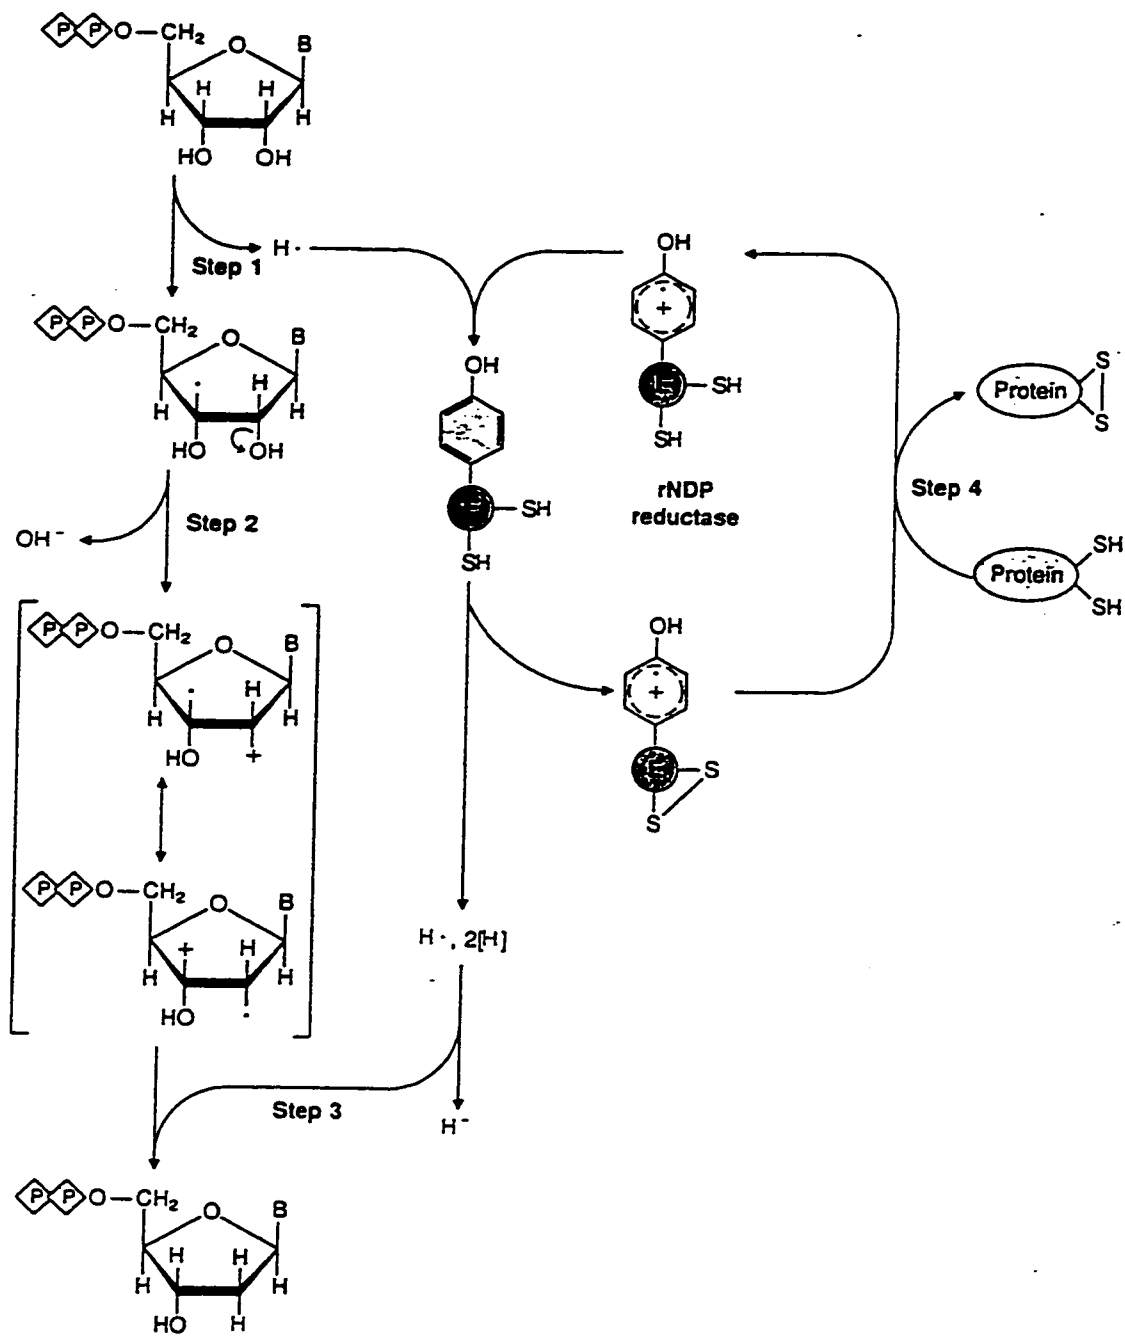 P P O—CH₂ O B
H H H H
HO OH
H ·
Step 1
OH
P P O—CH₂ O B
H H H
HO OH
OH
+
SH
SH
rNDP
reductase
S
Protein
S
Step 4
SH
Protein
SH
Step 2
OH⁻
SH
SH
P P O—CH₂ O B
H H H
HO +
OH
+
S
S
P P O—CH₂ O B
+ H
H H
HO
H ·, 2[H]
Step 3
H⁻
P P O—CH₂ O B
H H
H H
HO H